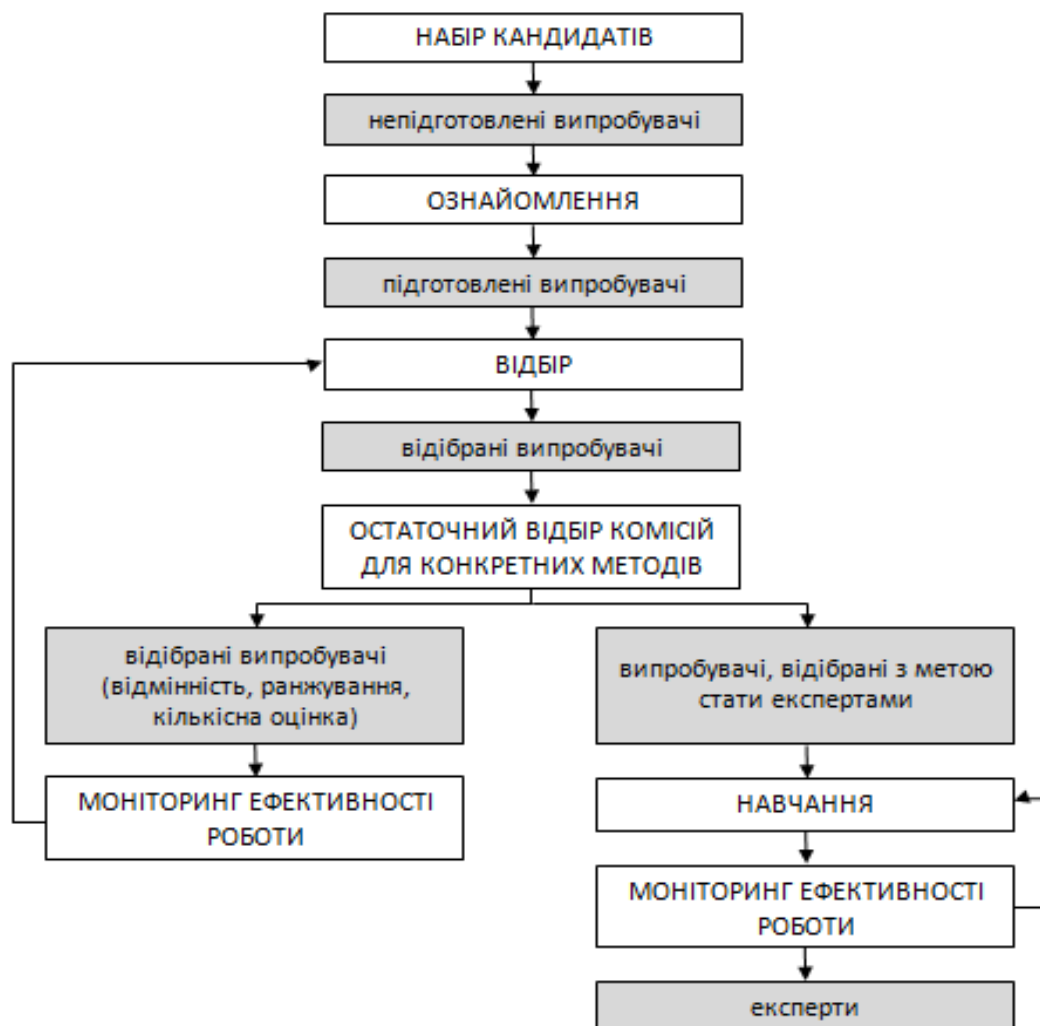 НАБІР КАНДИДАТІВ
непідготовлені випробувачі
ОЗНАЙОМЛЕННЯ
підготовлені випробувачі
ВІДБІР
відібрані випробувачі
ОСТАТОЧНИЙ ВІДБІР КОМІСІЙ
ДЛЯ КОНКРЕТНИХ МЕТОДІВ
відібрані випробувачі
(відмінність, ранжування,
кількісна оцінка)
МОНІТОРИНГ ЕФЕКТИВНОСТІ
РОБОТИ
випробувачі, відібрані з метою
стати експертами
НАВЧАННЯ
МОНІТОРИНГ ЕФЕКТИВНОСТІ
РОБОТИ
експерти